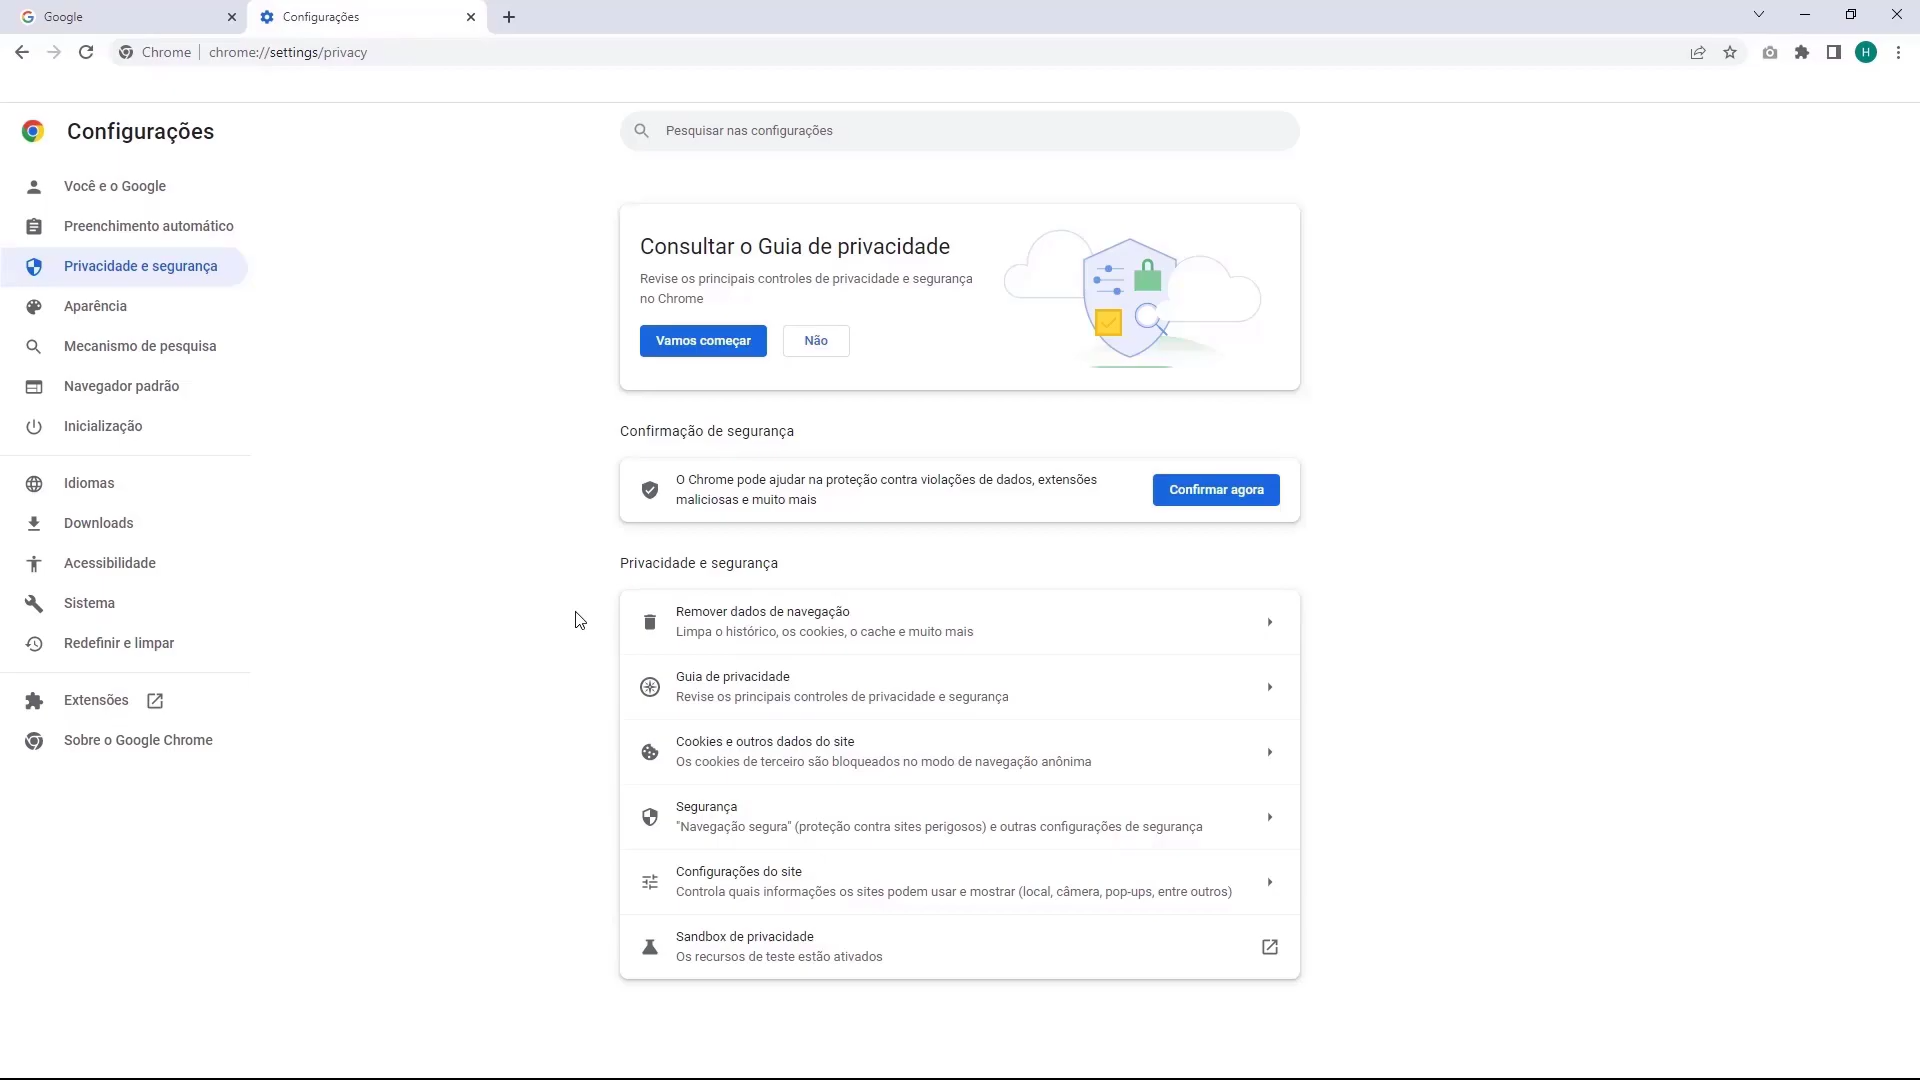 Google
Configurações
Chrome
chrome://settings/privacy
H
Configurações
Pesquisar nas configurações
Você e o Google
Preenchimento automático
Privacidade e segurança
Aparência
Mecanismo de pesquisa
Navegador padrão
Inicialização
Idiomas
Downloads
Acessibilidade
Sistema
Redefinir e limpar
Extensões
Sobre o Google Chrome
Consultar o Guia de privacidade
Revise os principais controles de privacidade e segurança
no Chrome
Vamos começar
Não
Confirmação de segurança
O Chrome pode ajudar na proteção contra violações de dados, extensões
maliciosas e muito mais
Confirmar agora
Privacidade e segurança
Remover dados de navegação
Limpa o histórico, os cookies, o cache e muito mais
Guia de privacidade
Revise os principais controles de privacidade e segurança
Cookies e outros dados do site
Os cookies de terceiro são bloqueados no modo de navegação anônima
Segurança
"Navegação segura" (proteção contra sites perigosos) e outras configurações de segurança
Configurações do site
Controla quais informações os sites podem usar e mostrar (local, câmera, pop-ups, entre outros)
Sandbox de privacidade
Os recursos de teste estão ativados